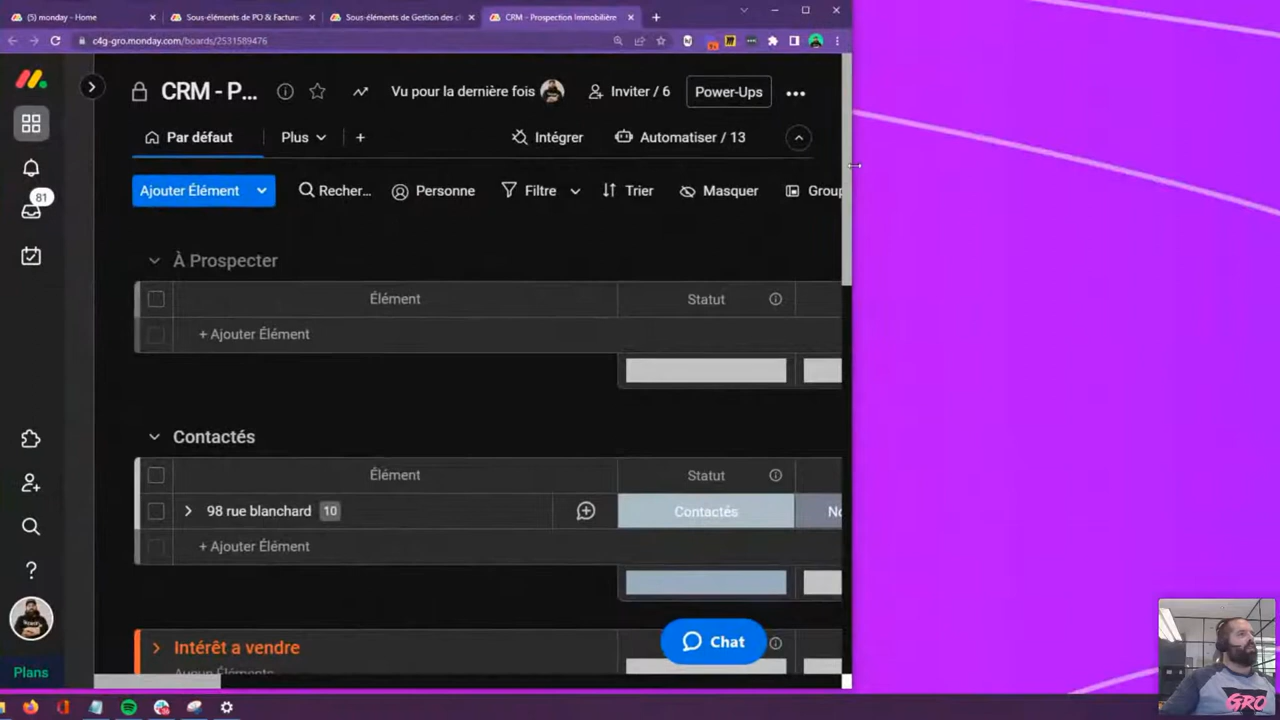 (5) monday - Home
Sous-éléments de PO & Facture
Sous-éléments de Gestion des c
CRM - Prospection Immobilière
c4g-gro.monday.com/boards/2531589476
CRM - P...
Vu pour la dernière fois
Inviter / 6
Power-Ups
Par défaut
Plus
Intégrer
Automatiser / 13
Ajouter Élément
Recher...
Personne
Filtre
Trier
Masquer
Group
81
À Prospecter
Élément
Statut
+ Ajouter Élément
Contactés
Élément
Statut
98 rue blanchard
10
Contactés
No
+ Ajouter Élément
Intérêt a vendre
Aucun Éléments
Chat
?
Plans
GRO